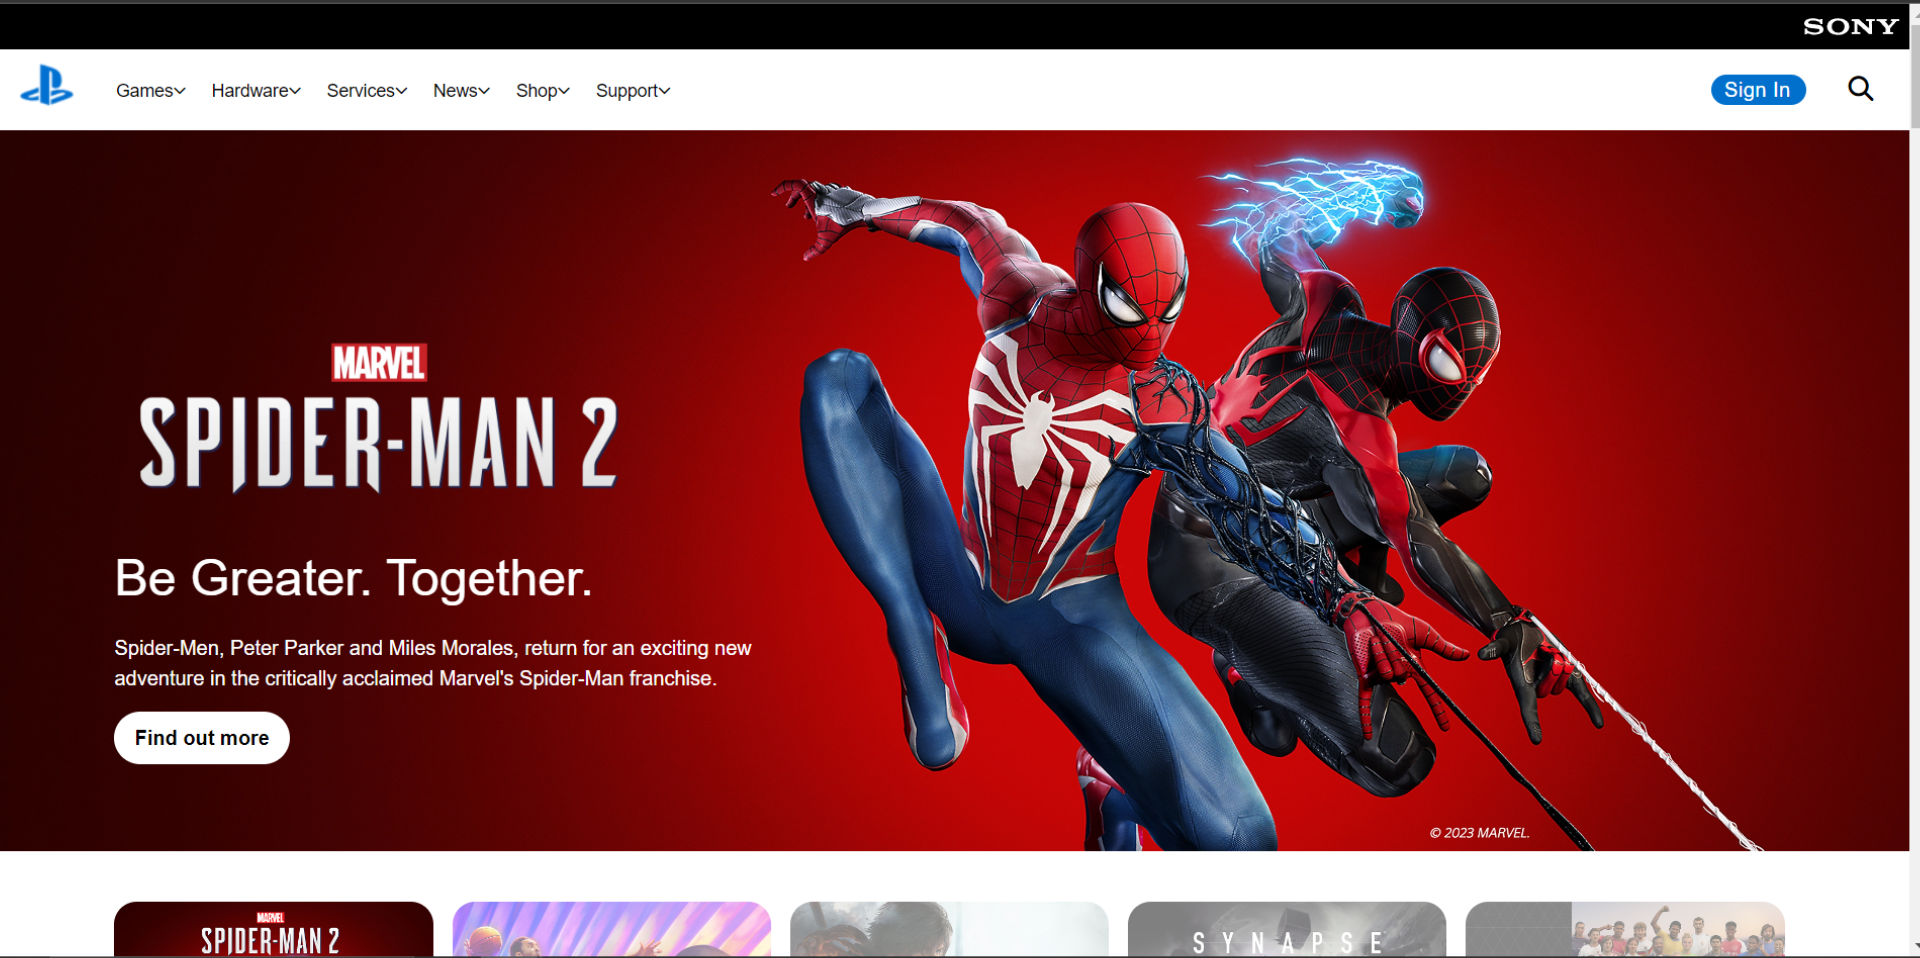 SONY
Games Hardware Services News Shop Support Sign In
MARVEL
SPIDER-MAN 2
Be Greater. Together.
Spider-Men, Peter Parker and Miles Morales, return for an exciting new
adventure in the critically acclaimed Marvel's Spider-Man franchise.
Find out more
© 2023 MARVEL.
MARVEL
SPIDER-MAN 2
SYNAPSE